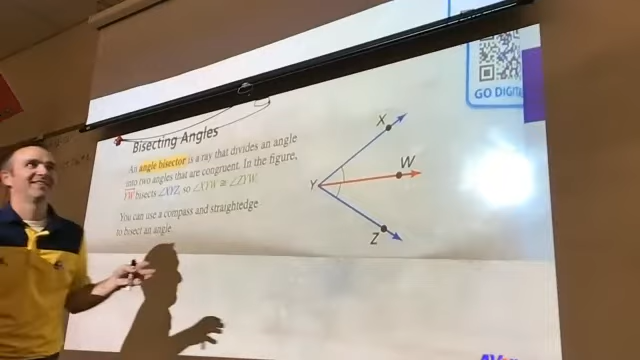 GO DIGIT
Bisecting Angles
An angle bisector is a ray that divides an angle
into two angles that are congruent. In the figure,
YW bisects ∠XYZ, so ∠XYW ≅ ∠ZYW.
You can use a compass and straightedge
to bisect an angle
X
W
Y
Z